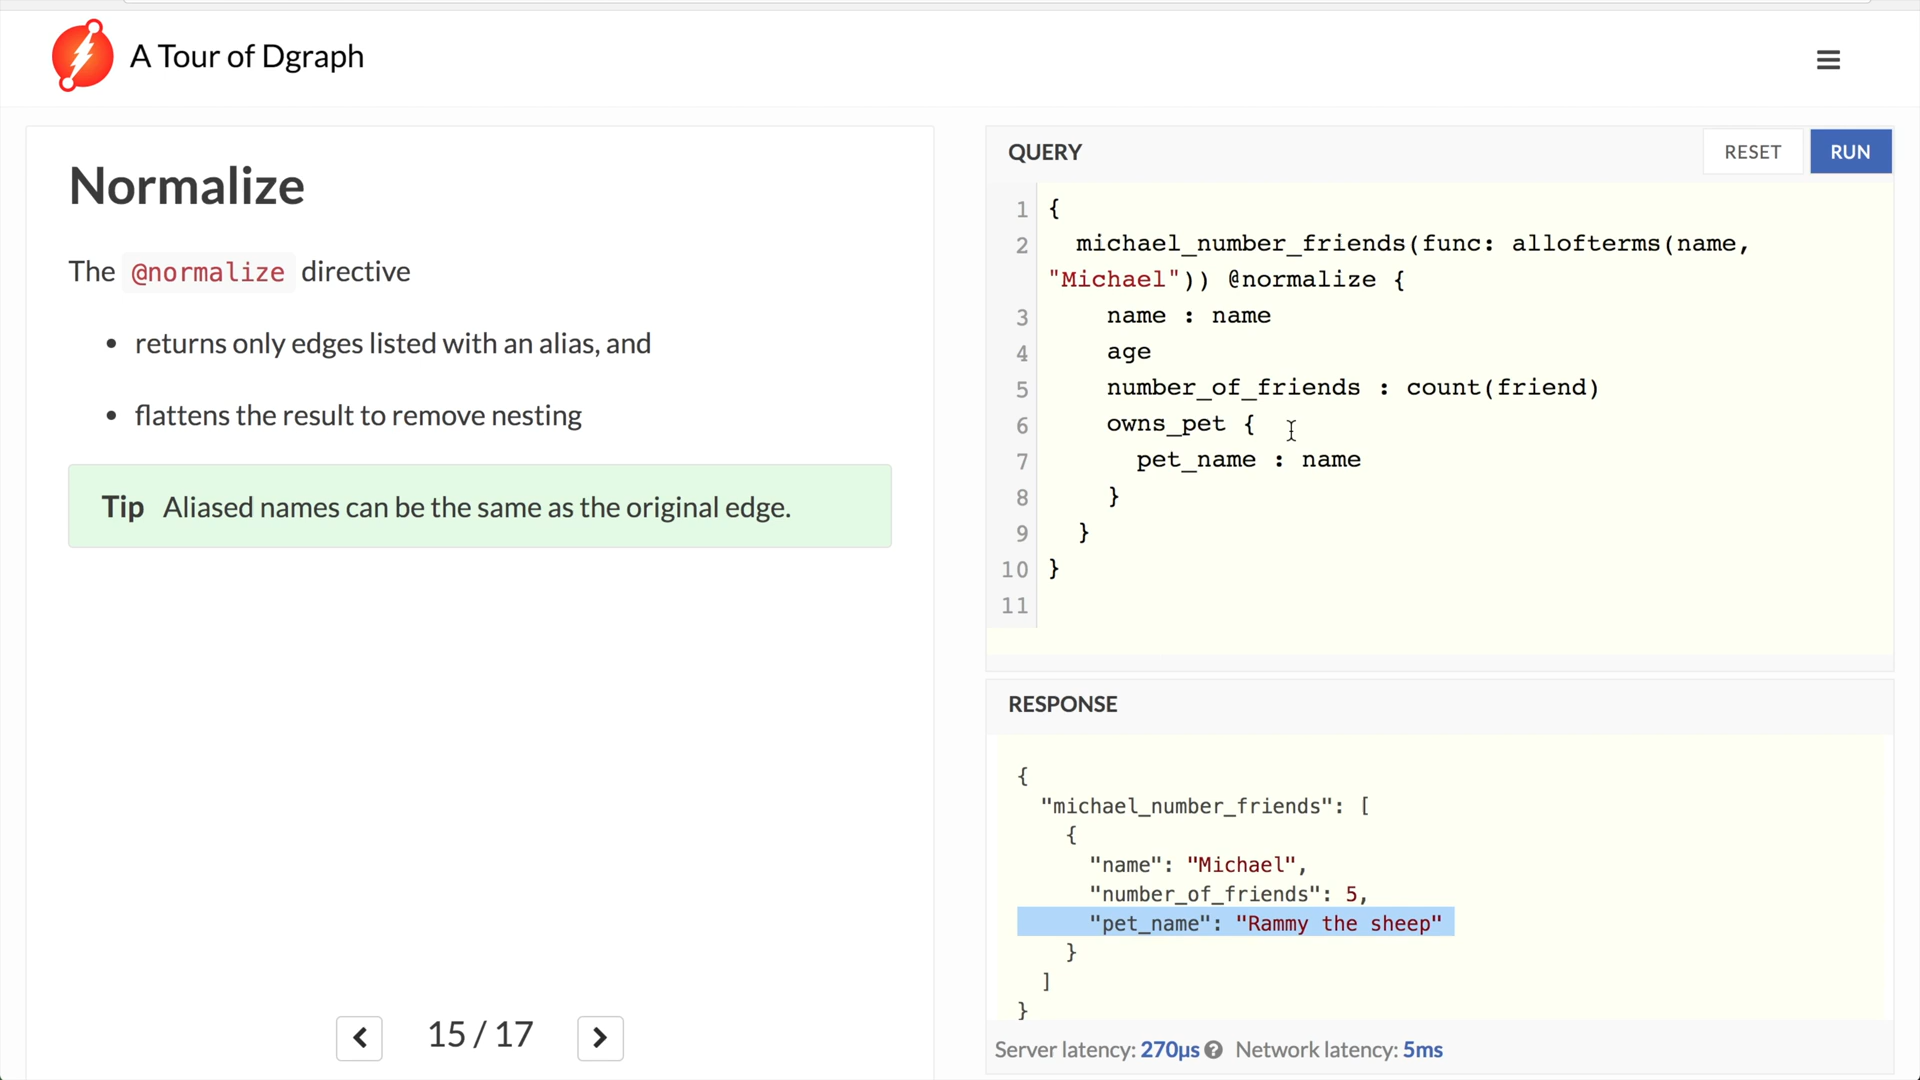 A Tour of Dgraph
Normalize
The @normalize directive
• returns only edges listed with an alias, and
• flattens the result to remove nesting
Tip Aliased names can be the same as the original edge.
15 / 17
QUERY RESET RUN
1 {
2   michael_number_friends(func: allofterms(name,
"Michael")) @normalize {
3     name : name
4     age
5     number_of_friends : count(friend)
6     owns_pet {
7       pet_name : name
8     }
9   }
10 }
11
RESPONSE
{
  "michael_number_friends": [
    {
      "name": "Michael",
      "number_of_friends": 5,
      "pet_name": "Rammy the sheep"
    }
  ]
}
Server latency: 270µs ? Network latency: 5ms